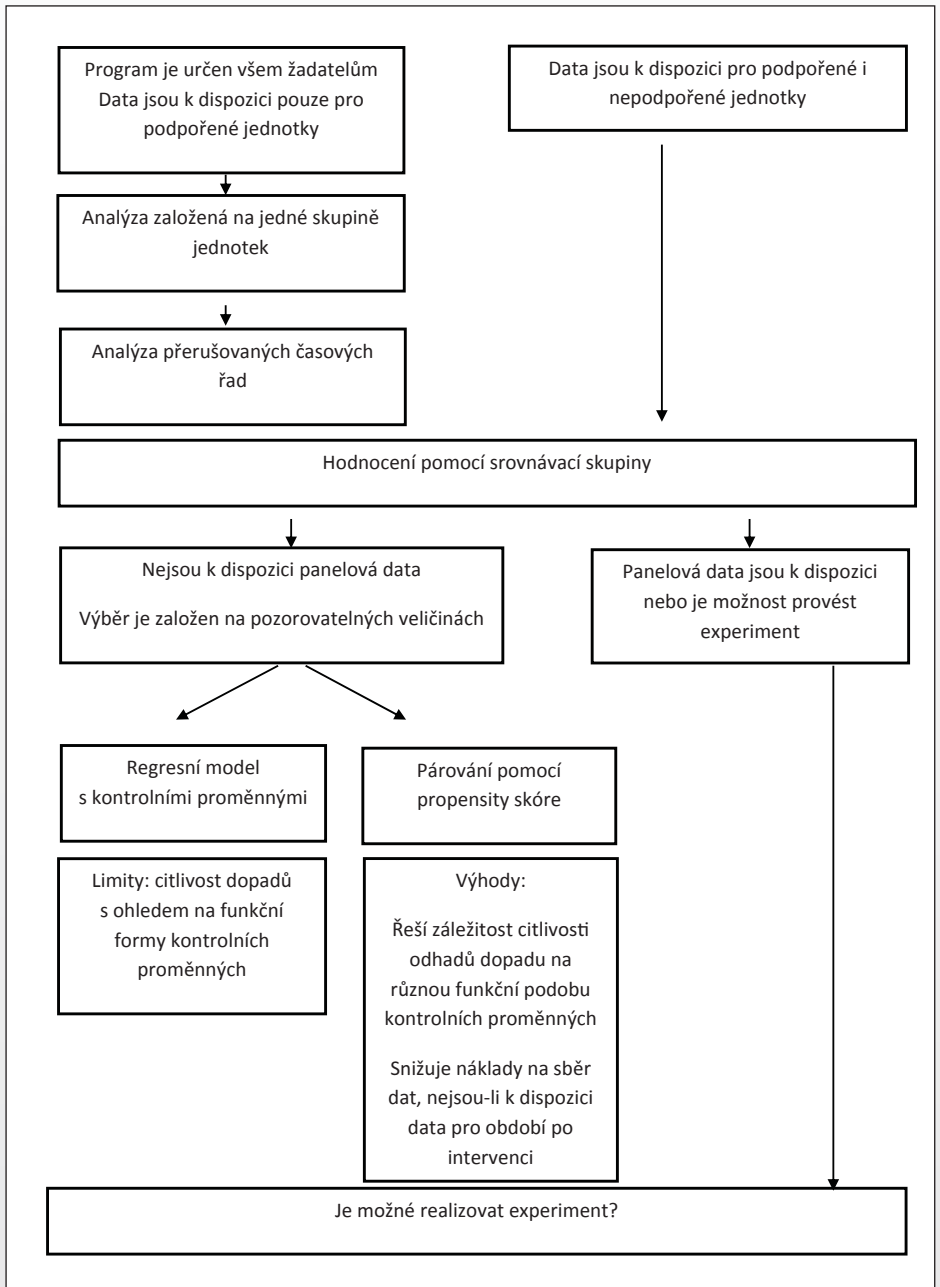 Program je určen všem žadatelům
Data jsou k dispozici pouze pro
podpořené jednotky
Data jsou k dispozici pro podpořené i
nepodpořené jednotky
Analýza založená na jedné skupině
jednotek
Analýza přerušovaných časových
řad
Hodnocení pomocí srovnávací skupiny
Nejsou k dispozici panelová data
Výběr je založen na pozorovatelných veličinách
Panelová data jsou k dispozici
nebo je možnost provést
experiment
Regresní model
s kontrolními proměnnými
Párování pomocí
propensity skóre
Limity: citlivost dopadů
s ohledem na funkční
formy kontrolních
proměnných
Výhody:
Řeší záležitost citlivosti
odhadů dopadu na
různou funkční podobu
kontrolních proměnných
Snižuje náklady na sběr
dat, nejsou-li k dispozici
data pro období po
intervenci
Je možné realizovat experiment?